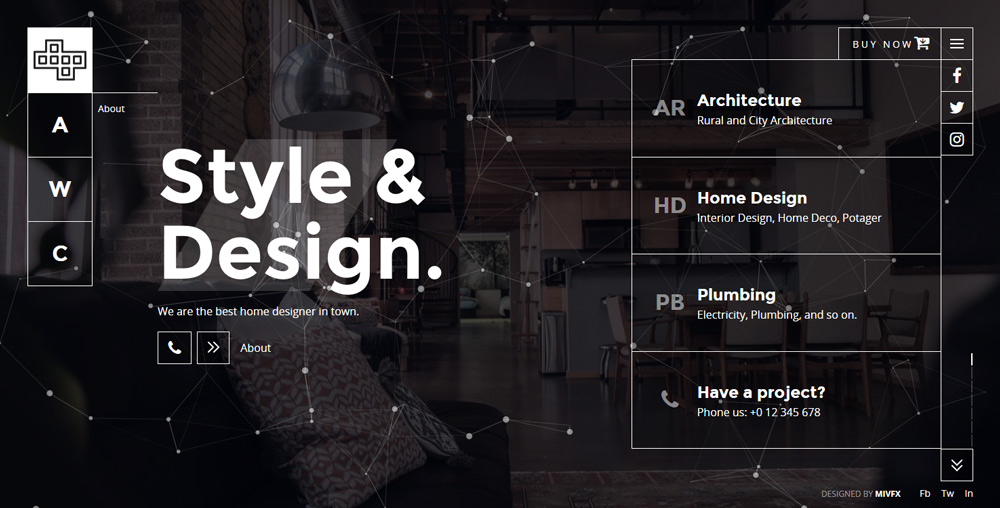 BUY NOW
About
A
W
C
Style &
Design.
We are the best home designer in town.
About
AR
Architecture
Rural and City Architecture
HD
Home Design
Interior Design, Home Deco, Potager
PB
Plumbing
Electricity, Plumbing, and so on.
Have a project?
Phone us: +0 12 345 678
DESIGNED BY MIVFX
Fb Tw In